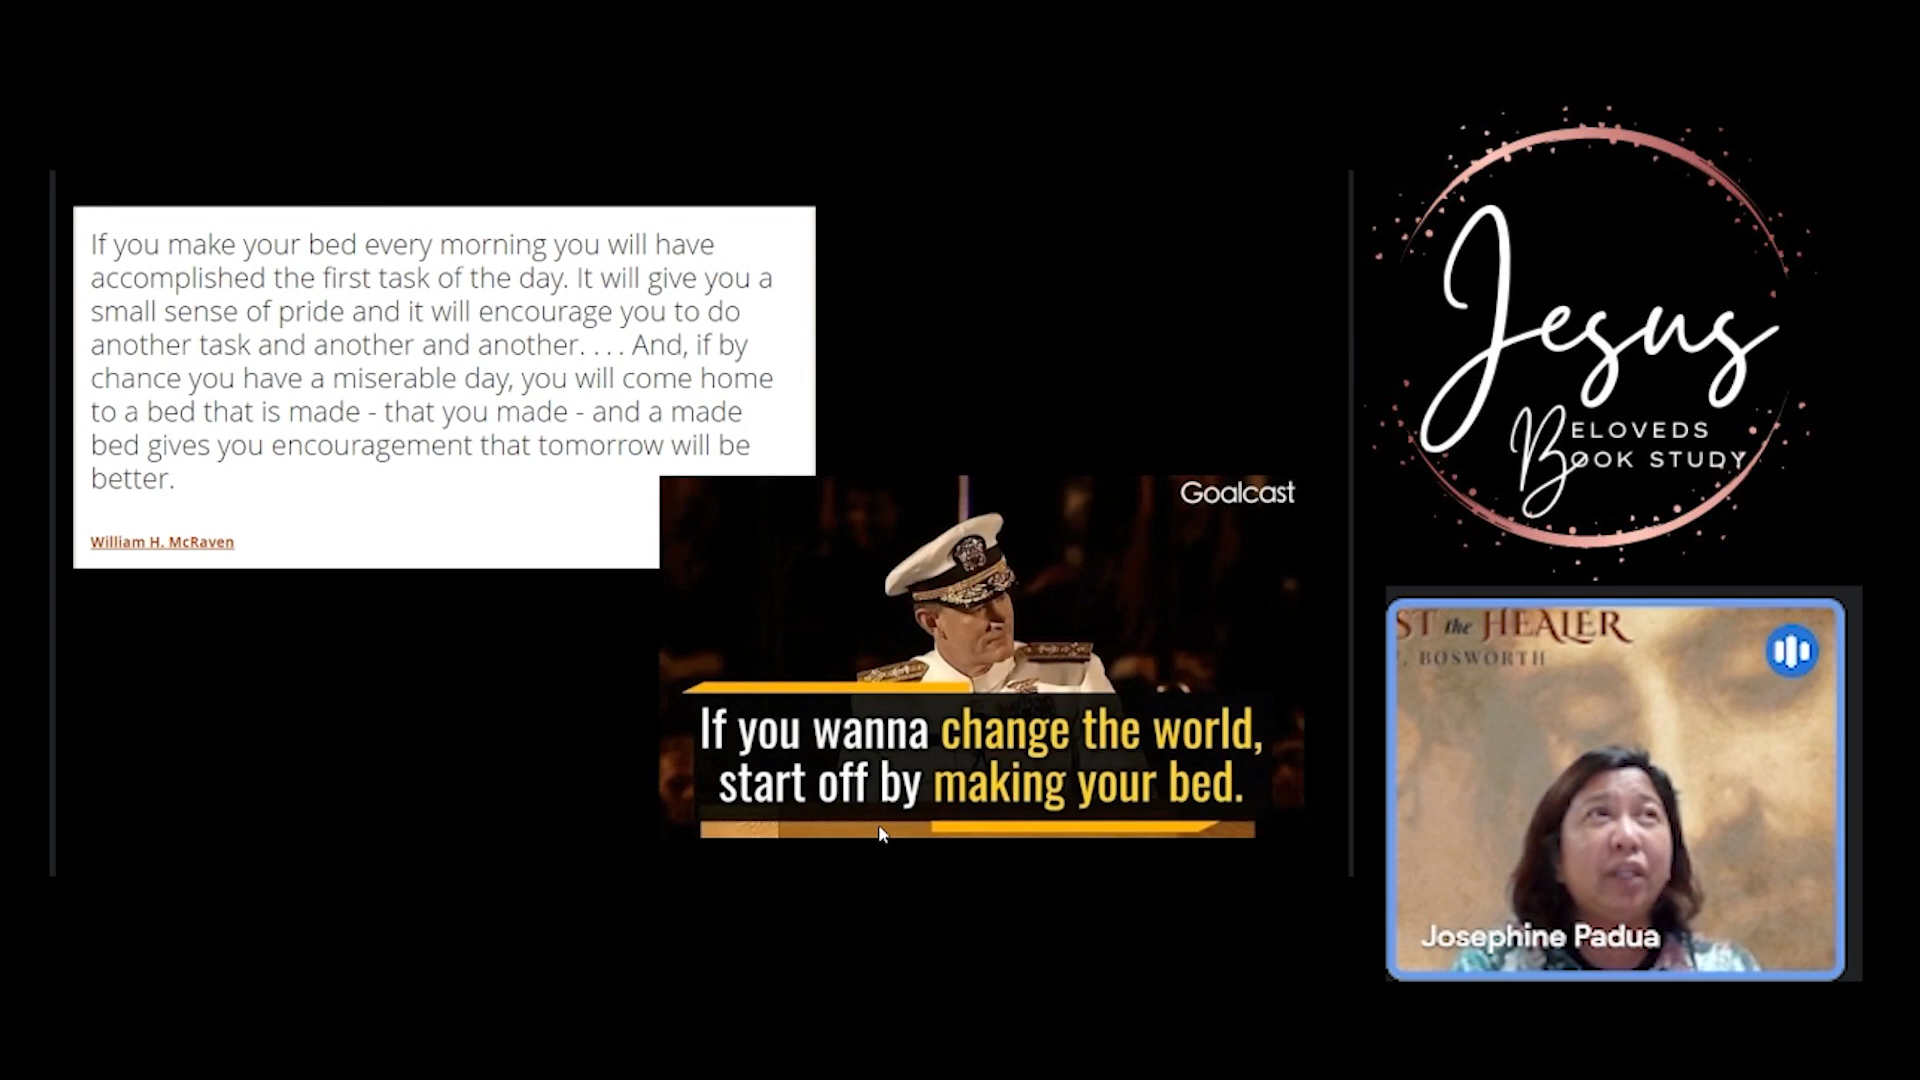 If you make your bed every morning you will have
accomplished the first task of the day. It will give you a
small sense of pride and it will encourage you to do
another task and another and another. . . . And, if by
chance you have a miserable day, you will come home
to a bed that is made - that you made - and a made
bed gives you encouragement that tomorrow will be
better.
William H. McRaven
Goalcast
If you wanna change the world,
start off by making your bed.
Jesus
BELOVEDS
BOOK STUDY
ST the HEALER
. BOSWORTH
Josephine Padua